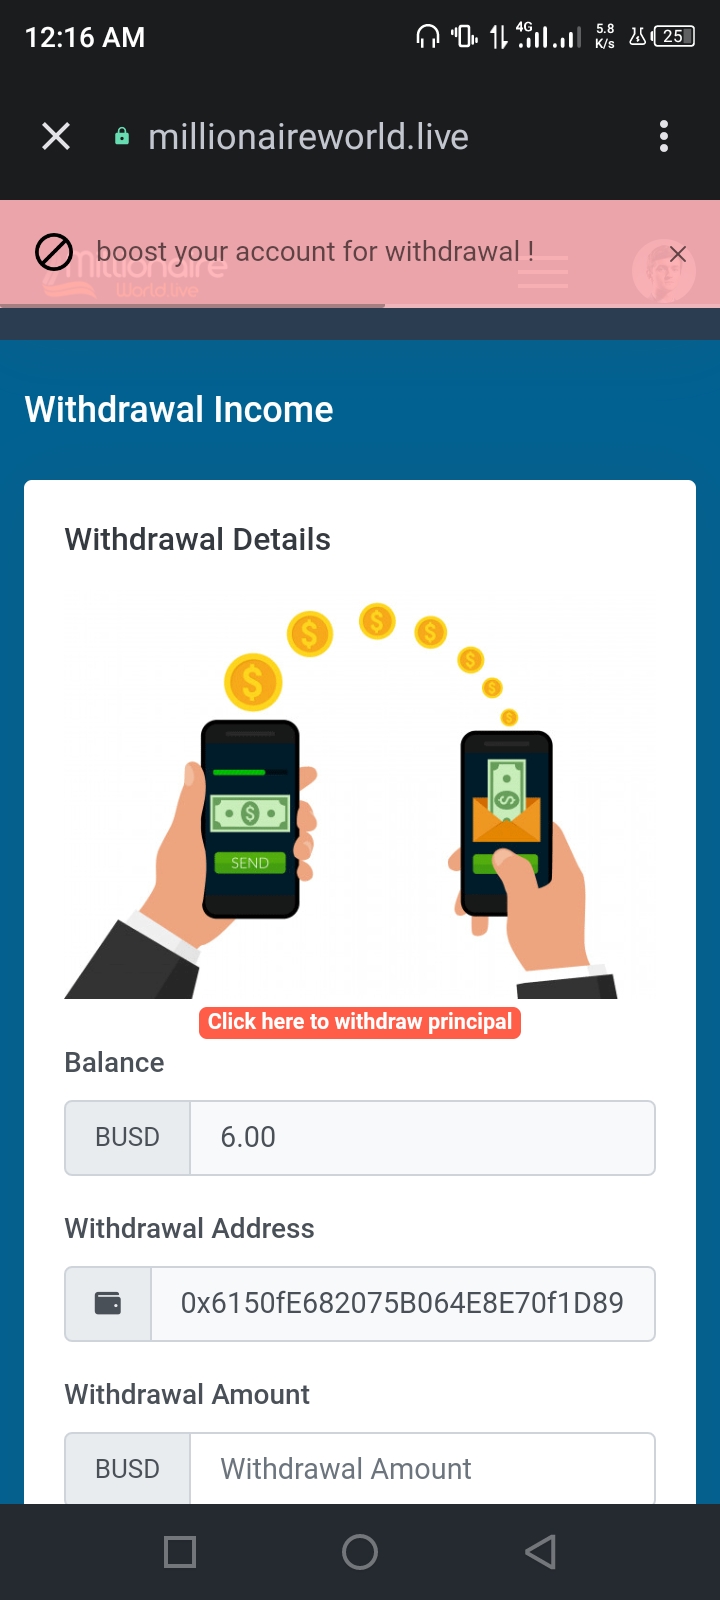 12:16 AM
4G
5.8
K/s
25
millionaireworld.live
boost your account for withdrawal !
Millionaire
World.live
Withdrawal Income
Withdrawal Details
SEND
Click here to withdraw principal
Balance
BUSD 6.00
Withdrawal Address
0x6150fE682075B064E8E70f1D89
Withdrawal Amount
BUSD Withdrawal Amount